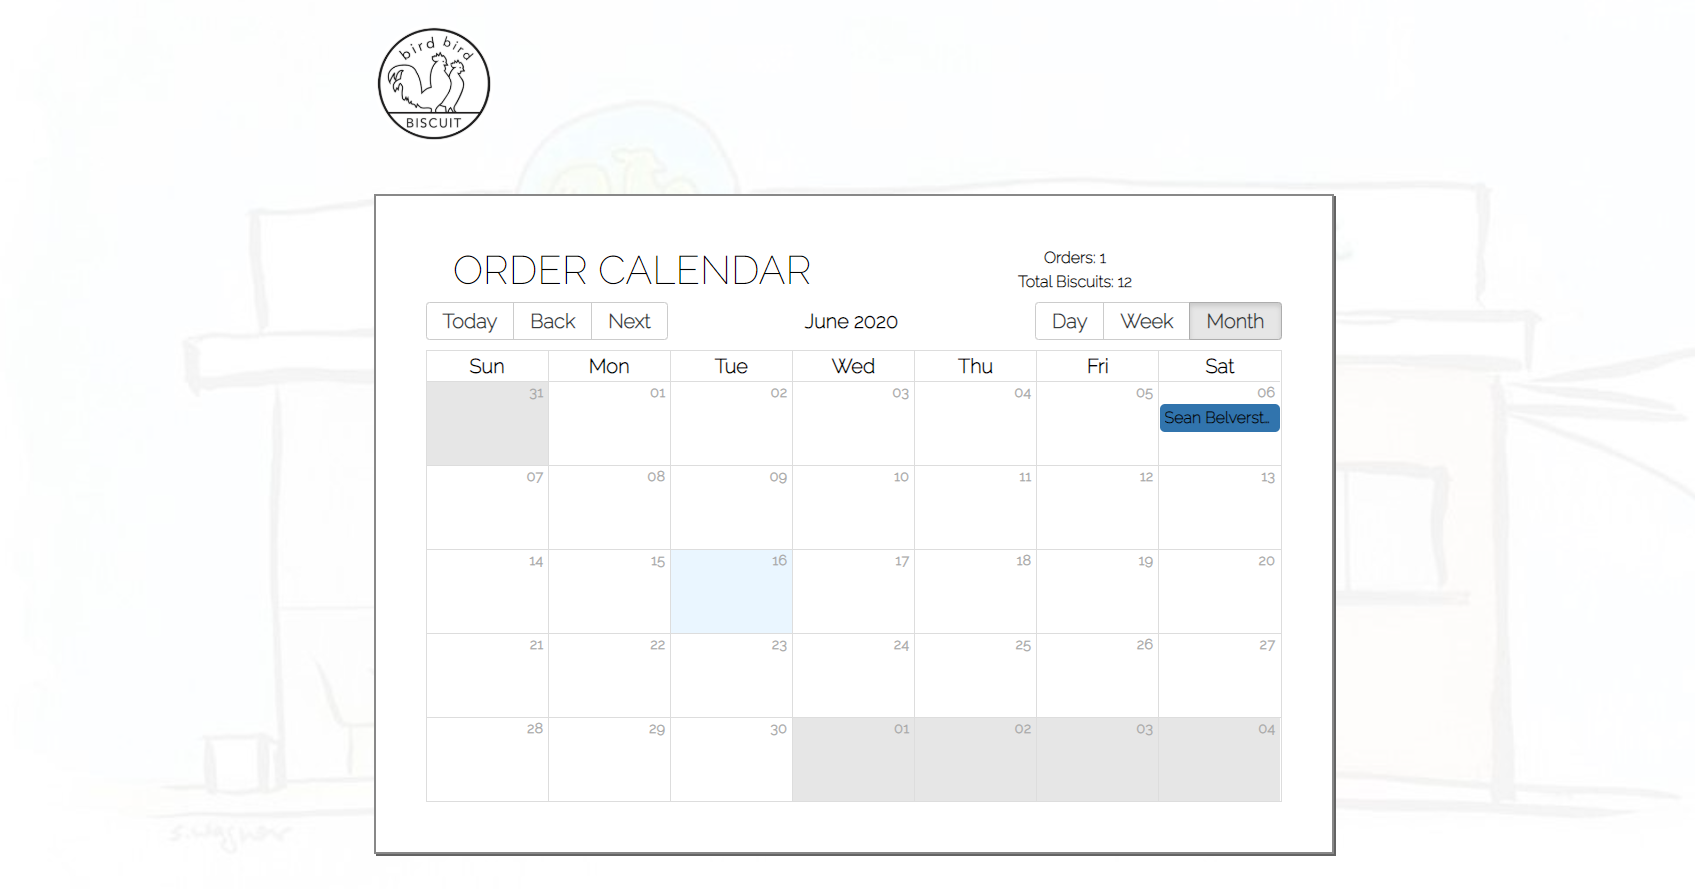 bird bird
BISCUIT
ORDER CALENDAR
Orders: 1
Total Biscuits: 12
Today Back Next
June 2020
Day Week Month
Sun Mon Tue Wed Thu Fri Sat
31 01 02 03 04 05 06
Sean Belverst...
07 08 09 10 11 12 13
14 15 16 17 18 19 20
21 22 23 24 25 26 27
28 29 30 01 02 03 04
s.wagner